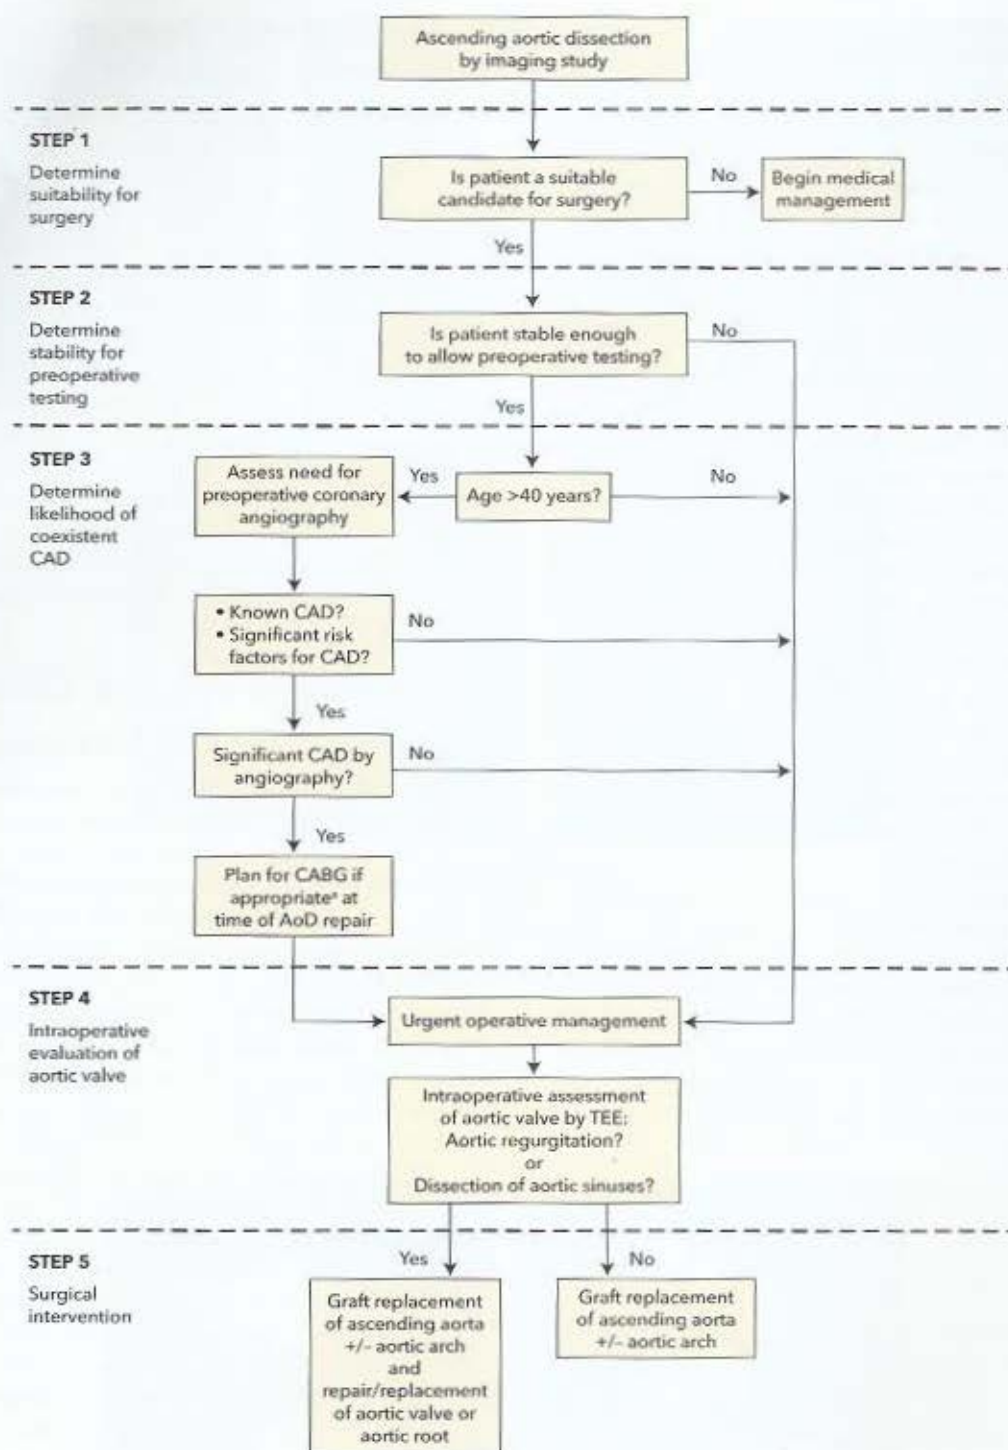 Ascending aortic dissection
by imaging study
STEP 1
Determine
suitability for
surgery
Is patient a suitable
candidate for surgery?
No
Begin medical
management
Yes
STEP 2
Determine
stability for
preoperative
testing
Is patient stable enough
to allow preoperative testing?
No
Yes
STEP 3
Determine
likelihood of
coexistent
CAD
Assess need for
preoperative coronary
angiography
Yes
Age >40 years?
No
• Known CAD?
• Significant risk
factors for CAD?
No
Yes
Significant CAD by
angiography?
No
Yes
Plan for CABG if
appropriateª at
time of AoD repair
STEP 4
Intraoperative
evaluation of
aortic valve
Urgent operative management
Intraoperative assessment
of aortic valve by TEE:
Aortic regurgitation?
or
Dissection of aortic sinuses?
STEP 5
Surgical
intervention
Yes
No
Graft replacement
of ascending aorta
+/- aortic arch
and
repair/replacement
of aortic valve or
aortic root
Graft replacement
of ascending aorta
+/- aortic arch